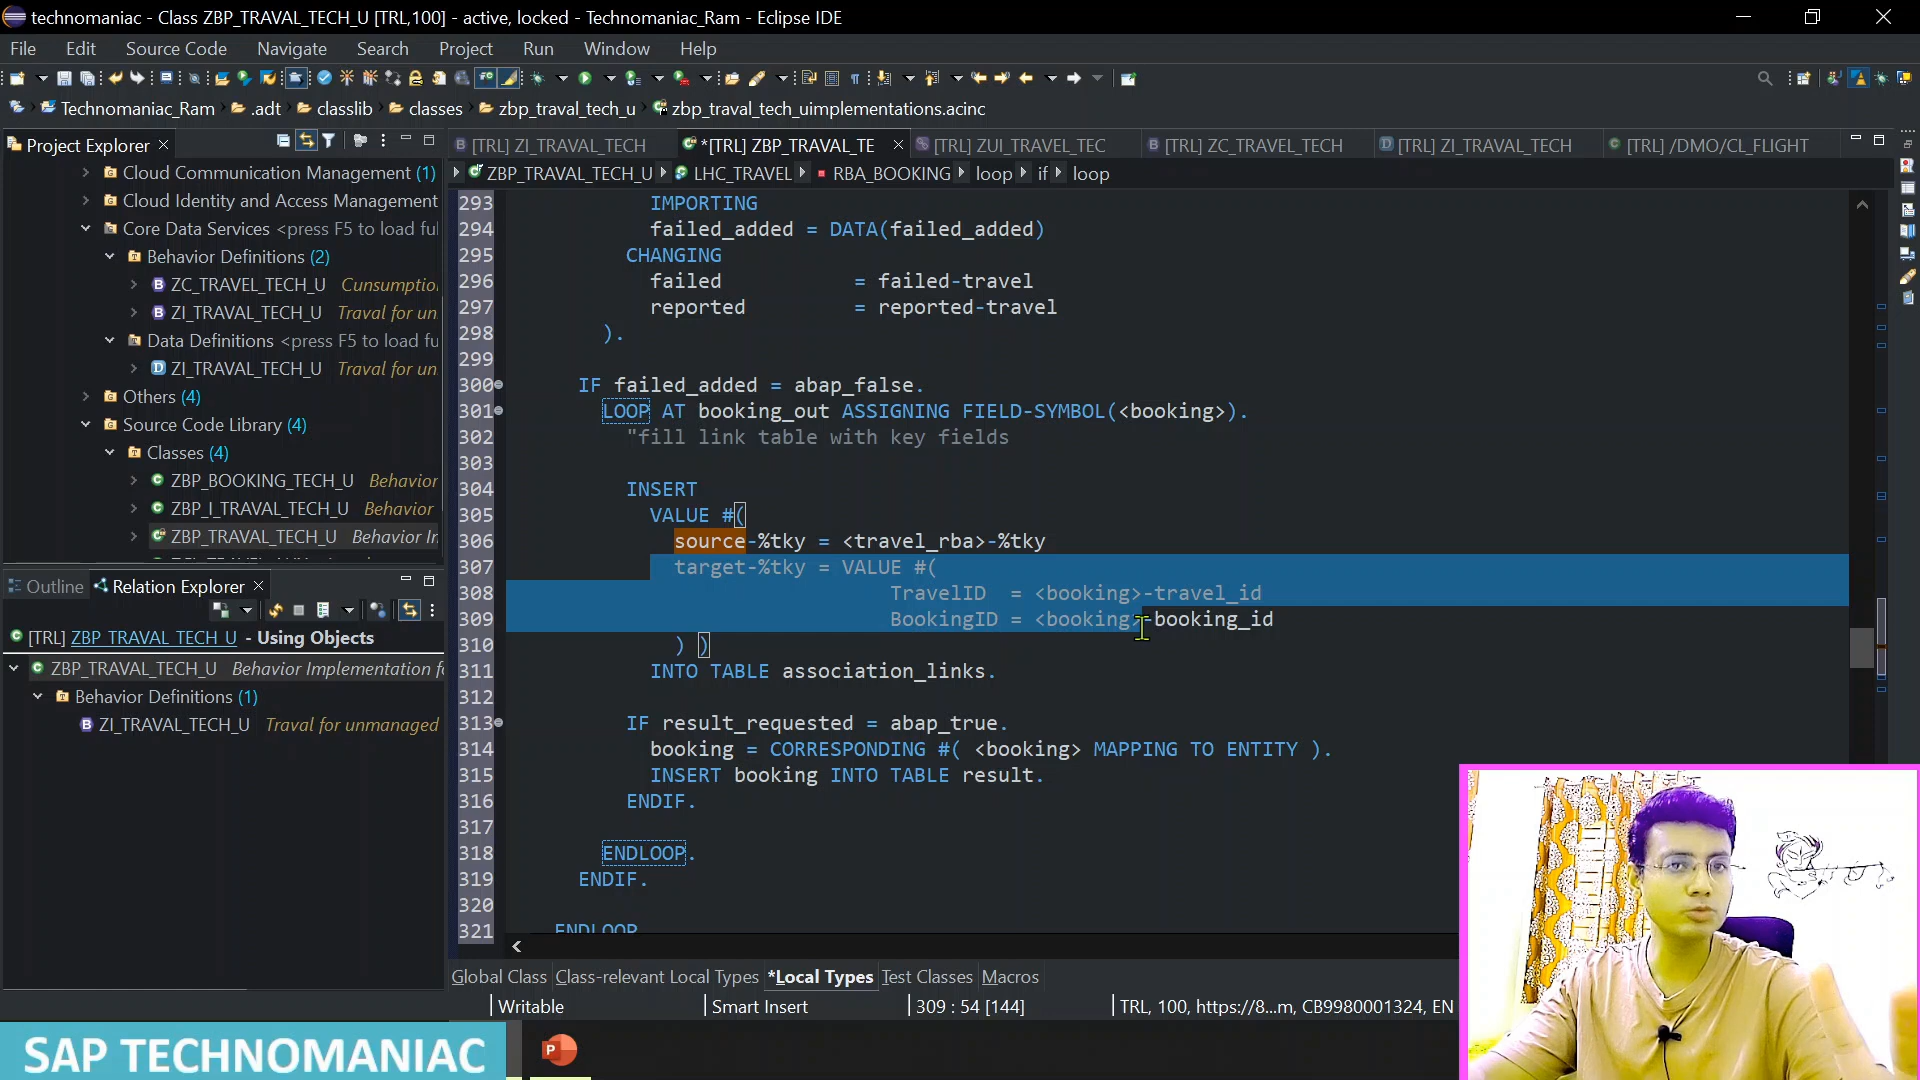 technomaniac - Class ZBP_TRAVAL_TECH_U [TRL,100] - active, locked - Technomaniac_Ram - Eclipse IDE
File Edit Source Code Navigate Search Project Run Window Help
Technomaniac_Ram .adt classlib classes zbp_traval_tech_u zbp_traval_tech_uimplementations.acinc
Project Explorer
Cloud Communication Management (1)
Cloud Identity and Access Management
Core Data Services <press F5 to load ful
Behavior Definitions (2)
ZC_TRAVEL_TECH_U Cunsumptio
ZI_TRAVAL_TECH_U Traval for un
Data Definitions <press F5 to load fu
ZI_TRAVAL_TECH_U Traval for un
Others (4)
Source Code Library (4)
Classes (4)
ZBP_BOOKING_TECH_U Behavior
ZBP_I_TRAVAL_TECH_U Behavior
ZBP_TRAVAL_TECH_U Behavior In
Outline Relation Explorer
[TRL] ZBP_TRAVAL_TECH_U - Using Objects
ZBP_TRAVAL_TECH_U Behavior Implementation f
Behavior Definitions (1)
ZI_TRAVAL_TECH_U Traval for unmanaged
[TRL] ZI_TRAVAL_TECH *[TRL] ZBP_TRAVAL_TE [TRL] ZUI_TRAVEL_TEC [TRL] ZC_TRAVEL_TECH [TRL] ZI_TRAVAL_TECH [TRL] /DMO/CL_FLIGHT
ZBP_TRAVAL_TECH_U LHC_TRAVEL RBA_BOOKING loop if loop
293 IMPORTING
294 failed_added = DATA(failed_added)
295 CHANGING
296 failed = failed-travel
297 reported = reported-travel
298 ).
299
300 IF failed_added = abap_false.
301 LOOP AT booking_out ASSIGNING FIELD-SYMBOL(<booking>).
302 "fill link table with key fields
303
304 INSERT
305 VALUE #(
306 source-%tky = <travel_rba>-%tky
307 target-%tky = VALUE #(
308 TravelID = <booking>-travel_id
309 BookingID = <booking>-booking_id
310 ) )
311 INTO TABLE association_links.
312
313 IF result_requested = abap_true.
314 booking = CORRESPONDING #( <booking> MAPPING TO ENTITY ).
315 INSERT booking INTO TABLE result.
316 ENDIF.
317
318 ENDLOOP.
319 ENDIF.
320
321 ENDLOOP
Global Class Class-relevant Local Types *Local Types Test Classes Macros
Writable Smart Insert 309 : 54 [144] TRL, 100, https://8...m, CB9980001324, EN
SAP TECHNOMANIAC
P